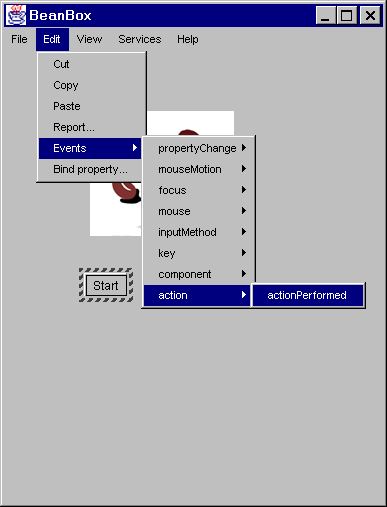 BeanBox
File Edit View Services Help
Cut
Copy
Paste
Report...
Events
Bind property...
propertyChange
mouseMotion
focus
mouse
inputMethod
key
component
action
actionPerformed
Start